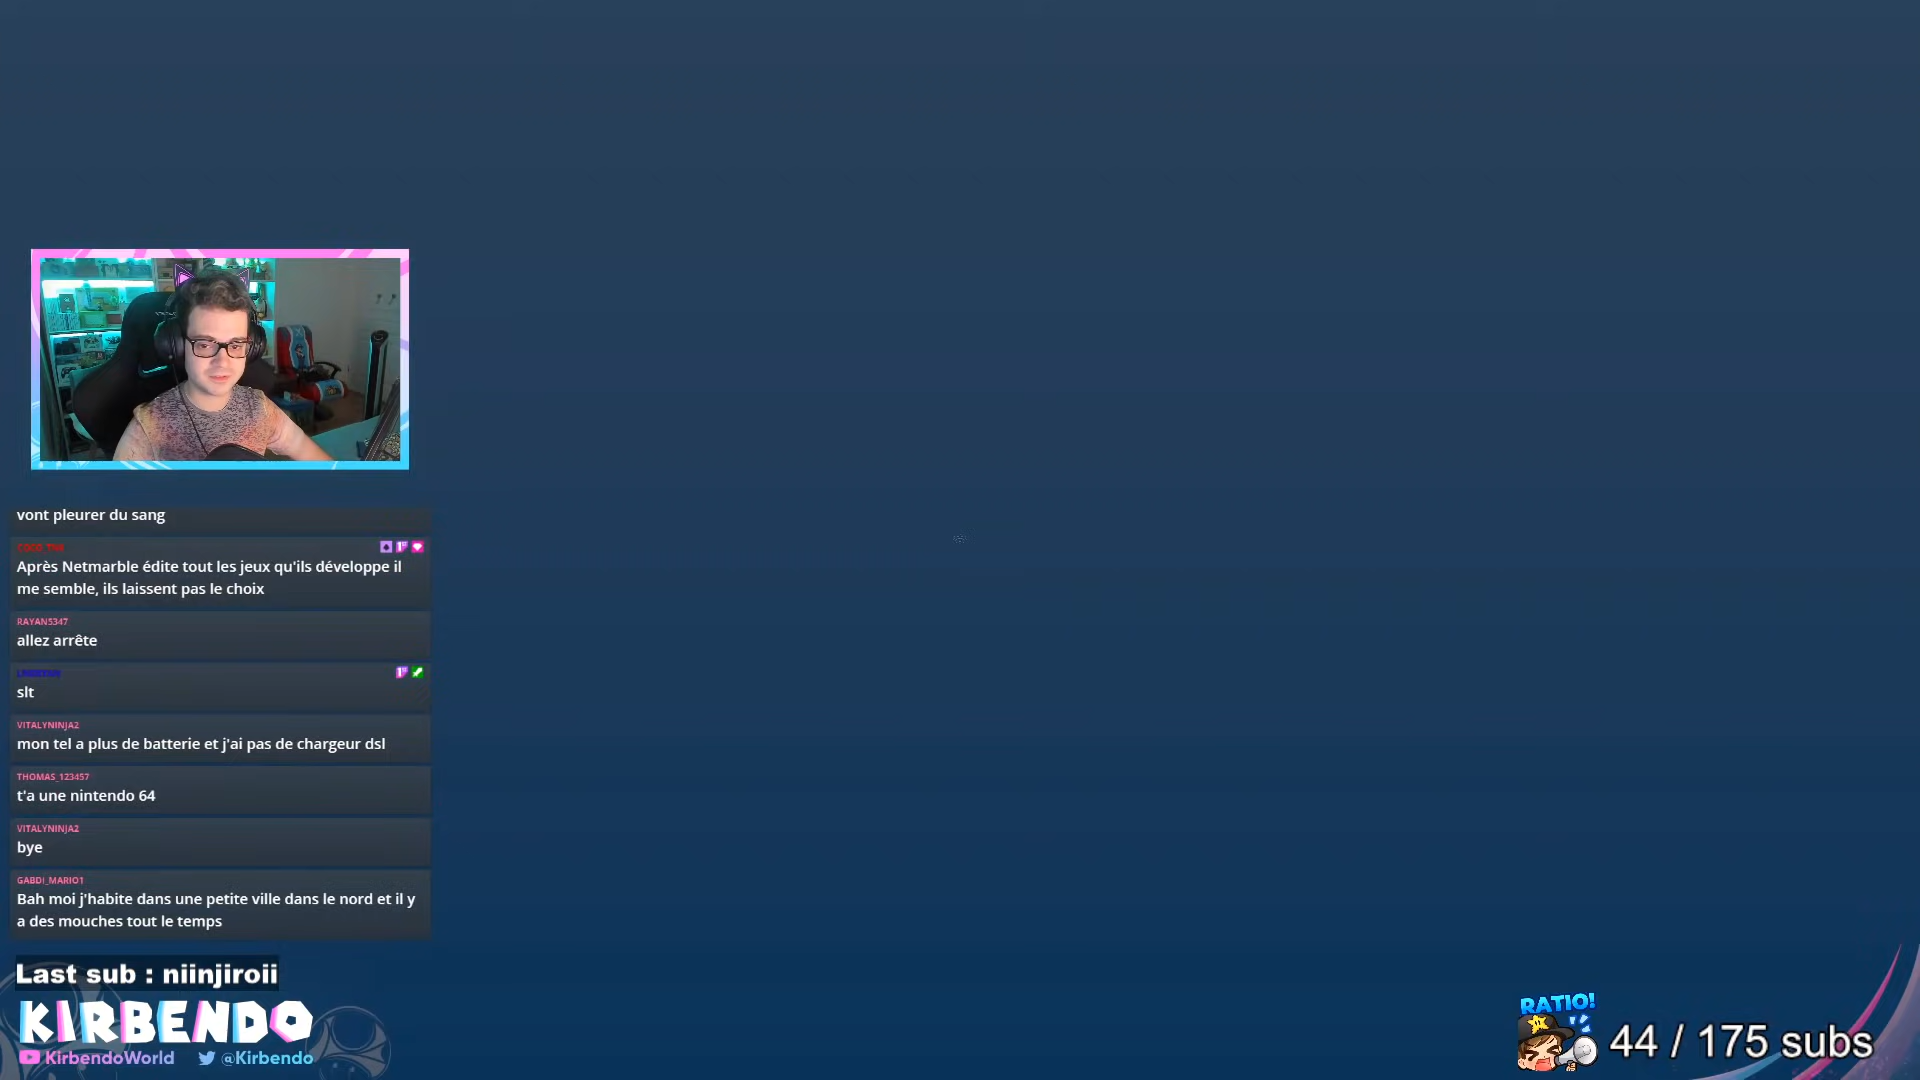 vont pleurer du sang
COCO_TNB
Après Netmarble édite tout les jeux qu'ils développe il
me semble, ils laissent pas le choix
RAYAN5347
allez arrête
slt
VITALYNINJA2
mon tel a plus de batterie et j'ai pas de chargeur dsl
THOMAS_123457
t'a une nintendo 64
VITALYNINJA2
bye
GABDI_MARIO1
Bah moi j'habite dans une petite ville dans le nord et il y
a des mouches tout le temps
Last sub : niinjiroii
KIRBENDO
KirbendoWorld @Kirbendo
RATIO!
44 / 175 subs